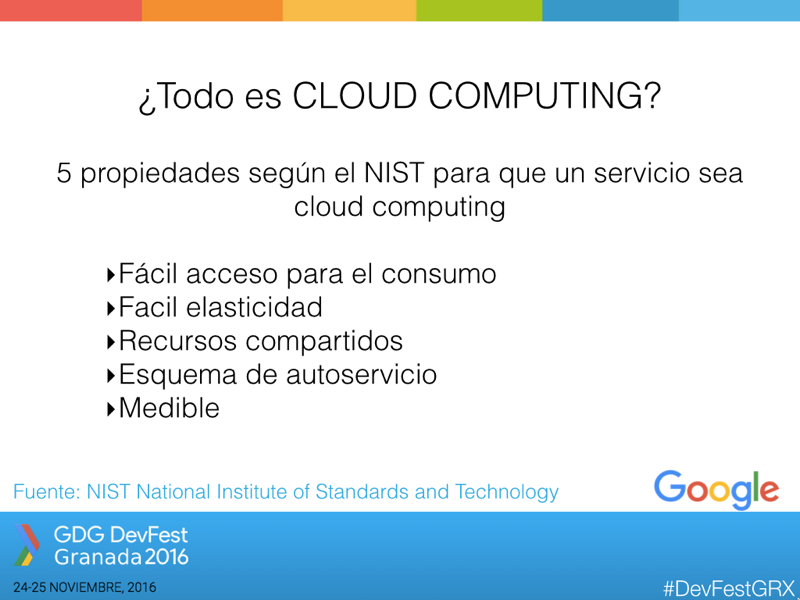 ¿Todo es CLOUD COMPUTING?
5 propiedades según el NIST para que un servicio sea
cloud computing
▸Fácil acceso para el consumo
▸Facil elasticidad
▸Recursos compartidos
▸Esquema de autoservicio
▸Medible
Fuente: NIST National Institute of Standards and Technology
Google
GDG DevFest
Granada2016
24-25 NOVIEMBRE, 2016
#DevFestGRX